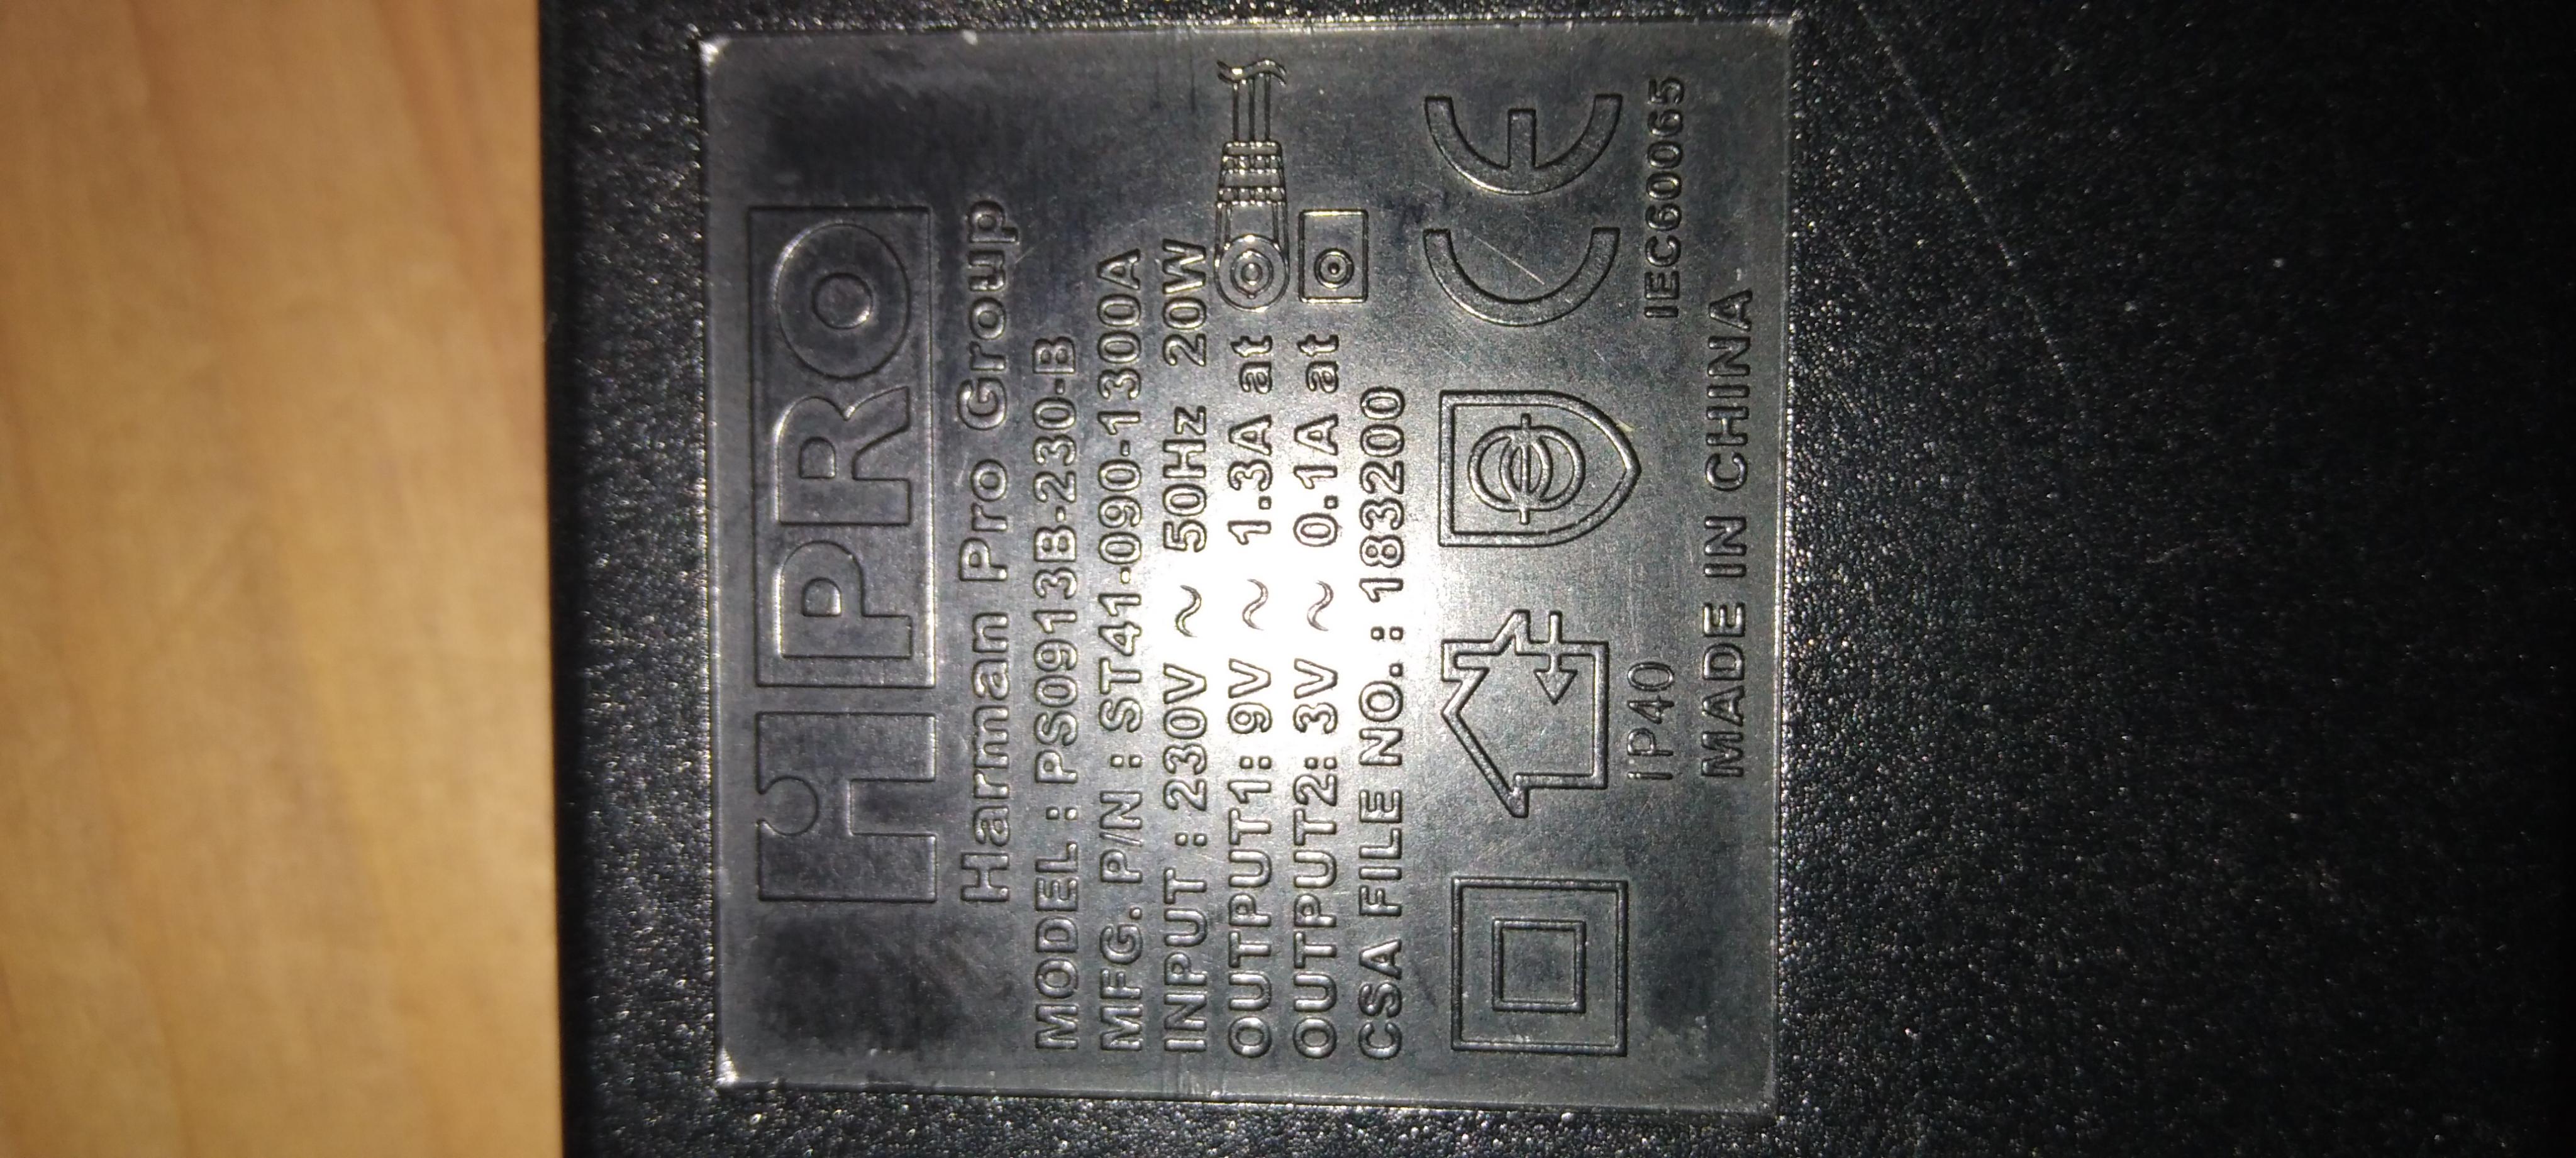 HPRO
Harman Pro Group
MODEL : PS0913B-230-B
MFG. P/N : ST41-090-1300A
INPUT : 230V ~ 50Hz 20W
OUTPUT1: 9V ~ 1.3A at
OUTPUT2: 3V ~ 0.1A at
CSA FILE NO. : 183200
CE
IP40
IEC60065
MADE IN CHINA